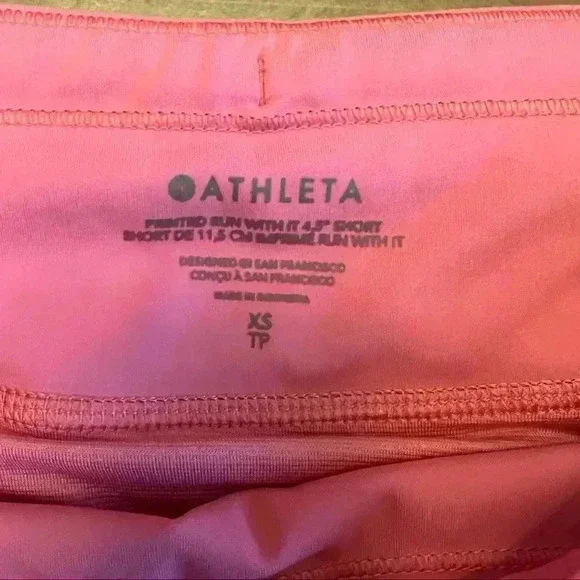 ATHLETA
PRINTED RUN WITH IT 4.5" SHORT
SHORT DE 11,5 CM IMPRIMÉ RUN WITH IT
DESIGNED IN SAN FRANCISCO
CONÇU À SAN FRANCISCO
MADE IN
XS
TP